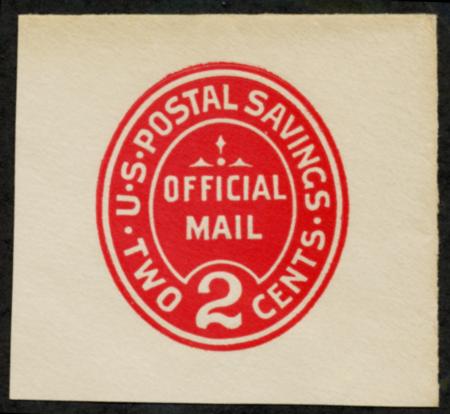 U·S·POSTAL SAVINGS·
OFFICIAL
MAIL
·TWO 2 CENTS·